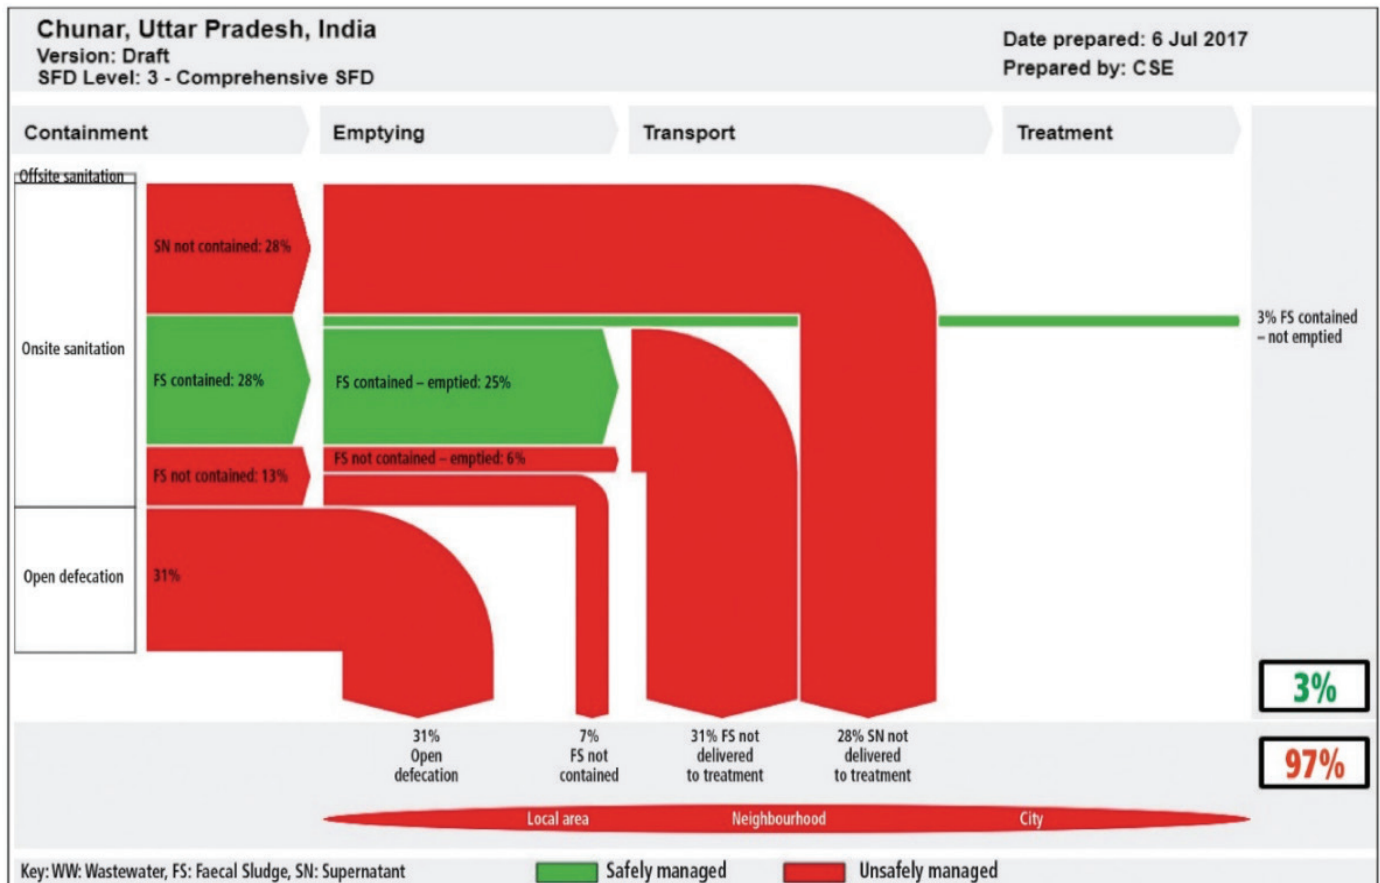 Chunar, Uttar Pradesh, India
Version: Draft
SFD Level: 3 - Comprehensive SFD
Date prepared: 6 Jul 2017
Prepared by: CSE
Containment
Emptying
Transport
Treatment
Offsite sanitation
SN not contained: 28%
3% FS contained
– not emptied
Onsite sanitation
FS contained: 28%
FS contained – emptied: 25%
FS not contained – emptied: 6%
FS not contained: 13%
Open defecation
31%
3%
31%
Open
defecation
7%
FS not
contained
31% FS not
delivered
to treatment
28% SN not
delivered
to treatment
97%
Local area
Neighbourhood
City
Key: WW: Wastewater, FS: Faecal Sludge, SN: Supernatant
Safely managed
Unsafely managed